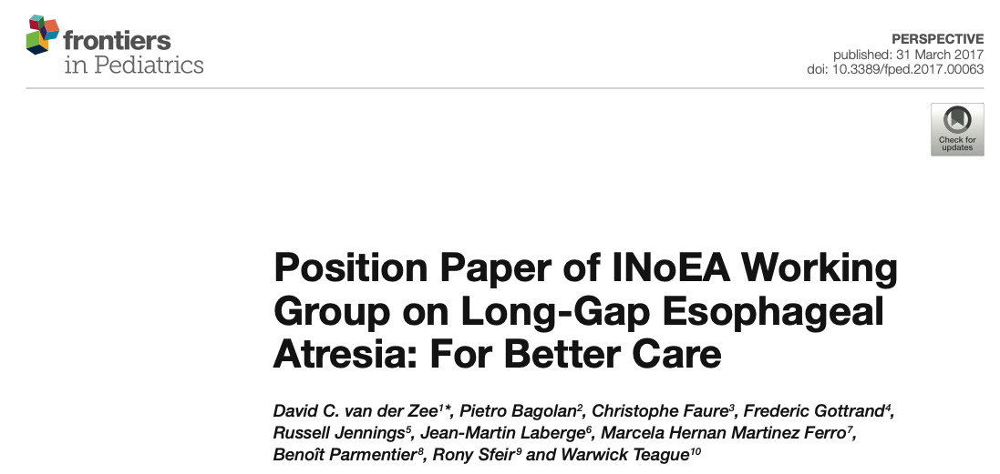 frontiers
in Pediatrics
PERSPECTIVE
published: 31 March 2017
doi: 10.3389/fped.2017.00063
Check for
updates
Position Paper of INoEA Working
Group on Long-Gap Esophageal
Atresia: For Better Care
David C. van der Zee¹*, Pietro Bagolan², Christophe Faure³, Frederic Gottrand⁴,
Russell Jennings⁵, Jean-Martin Laberge⁶, Marcela Hernan Martinez Ferro⁷,
Benoît Parmentier⁸, Rony Sfeir⁹ and Warwick Teague¹⁰